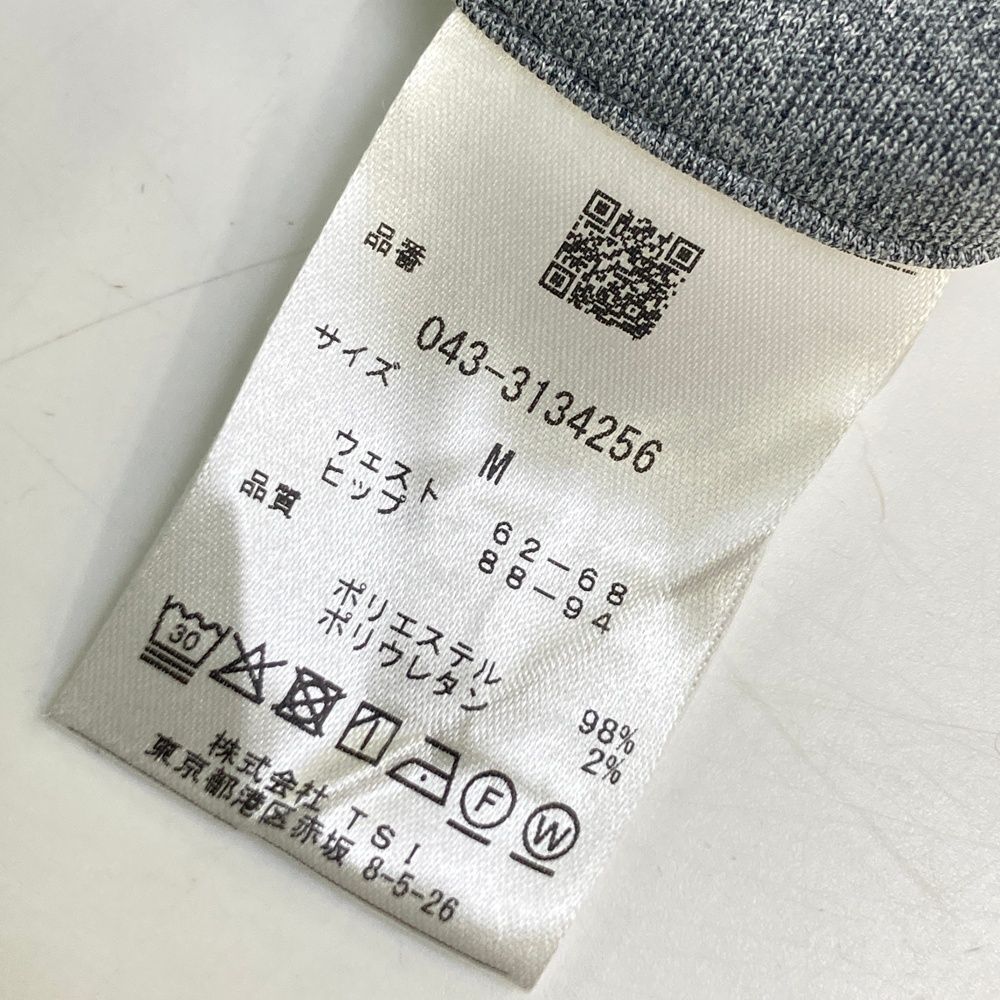 品番
043-3134256
サイズ
M
ウェスト 62-68
ヒップ 88-94
品質
ポリエステル 98%
ポリウレタン 2%
30
F
W
株式会社 TSI
東京都港区赤坂 8-5-26